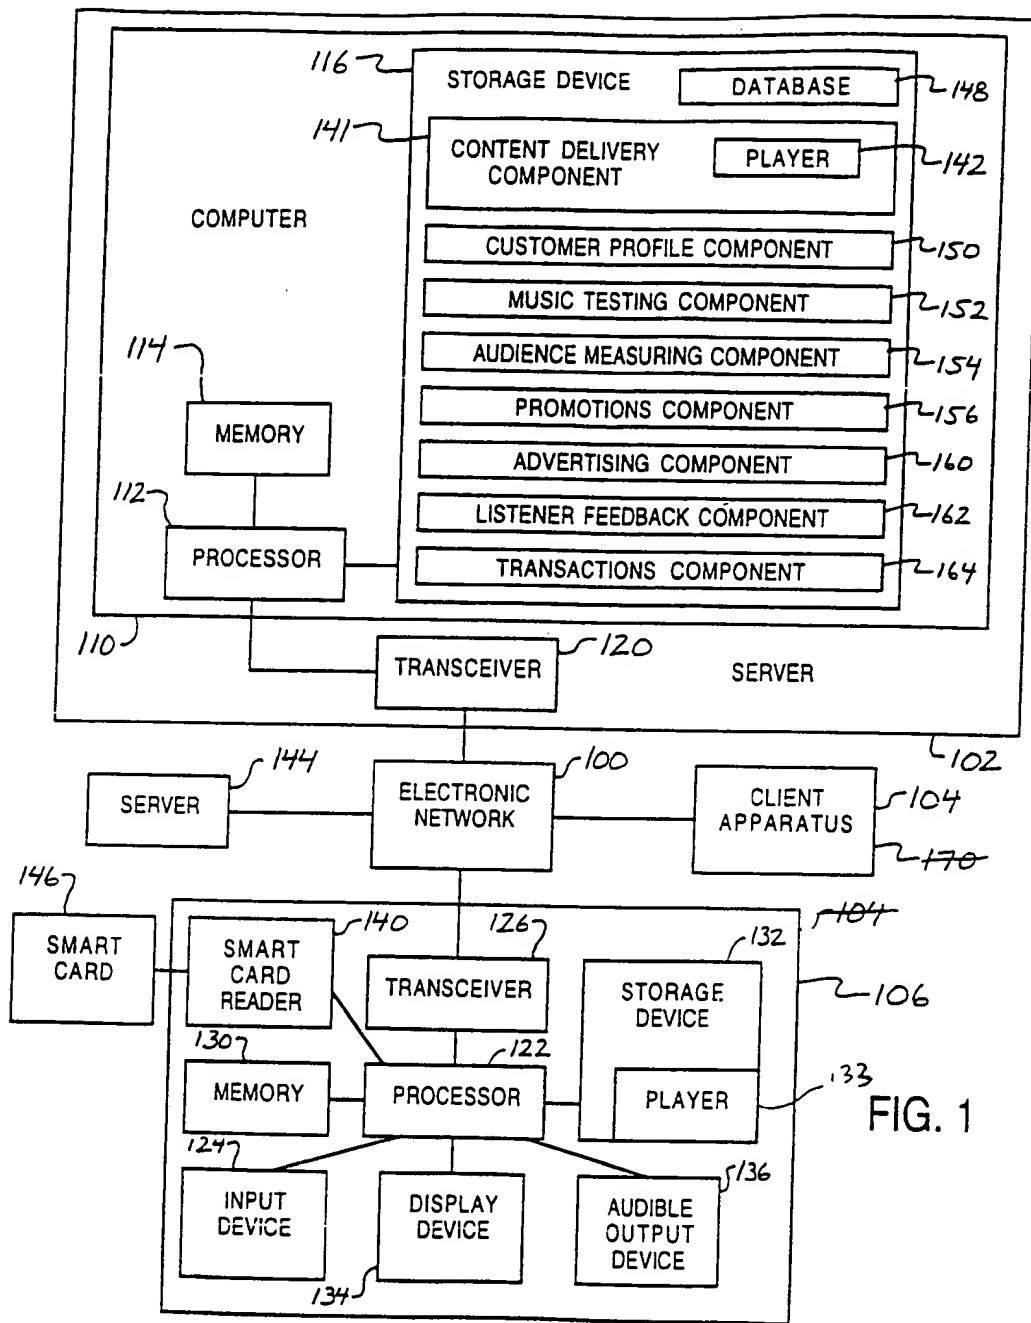 116
STORAGE DEVICE
DATABASE
148
141
CONTENT DELIVERY
COMPONENT
PLAYER
142
COMPUTER
CUSTOMER PROFILE COMPONENT
150
MUSIC TESTING COMPONENT
152
114
AUDIENCE MEASURING COMPONENT
154
MEMORY
PROMOTIONS COMPONENT
156
ADVERTISING COMPONENT
160
112
LISTENER FEEDBACK COMPONENT
162
PROCESSOR
TRANSACTIONS COMPONENT
164
110
120
TRANSCEIVER
SERVER
102
144
100
SERVER
ELECTRONIC
NETWORK
CLIENT
APPARATUS
104
170
146
SMART
CARD
140
SMART
CARD
READER
126
TRANSCEIVER
132
STORAGE
DEVICE
104
106
130
MEMORY
122
PROCESSOR
PLAYER
133
FIG. 1
124
INPUT
DEVICE
DISPLAY
DEVICE
134
AUDIBLE
OUTPUT
DEVICE
136